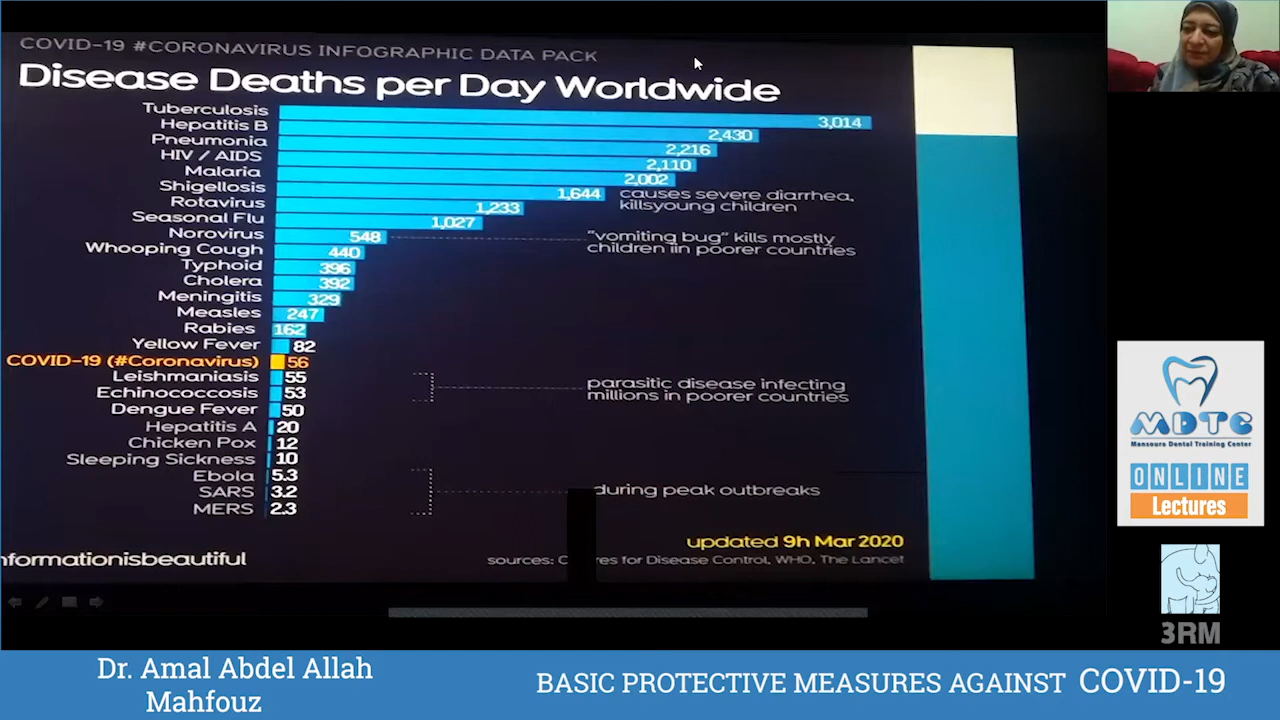 COVID-19 #CORONAVIRUS INFOGRAPHIC DATA PACK
Disease Deaths per Day Worldwide
Tuberculosis 3,014
Hepatitis B 2,430
Pneumonia 2,216
HIV / AIDS 2,110
Malaria 2,002
Shigellosis 1,644 causes severe diarrhea,
killsyoung children
Rotavirus 1,233
Seasonal Flu 1,027
Norovirus 548 "vomiting bug" kills mostly
children iin poorer countries
Whooping Cough 440
Typhoid 396
Cholera 392
Meningitis 329
Measles 247
Rabies 162
Yellow Fever 82
COVID-19 (#Coronavirus) 56
Leishmaniasis 55
Echinococcosis 53
parasitic disease infecting
millions in poorer countries
Dengue Fever 50
Hepatitis A 20
Chicken Pox 12
Sleeping Sickness 10
Ebola 5.3
SARS 3.2
MERS 2.3
during peak outbreaks
updated 9h Mar 2020
nformationisbeautiful
sources: C res for Disease Control, WHO, The Lancet
MDTC
Mansoura Dental Training Center
ONLINE
Lectures
3RM
Dr. Amal Abdel Allah
Mahfouz
BASIC PROTECTIVE MEASURES AGAINST COVID-19